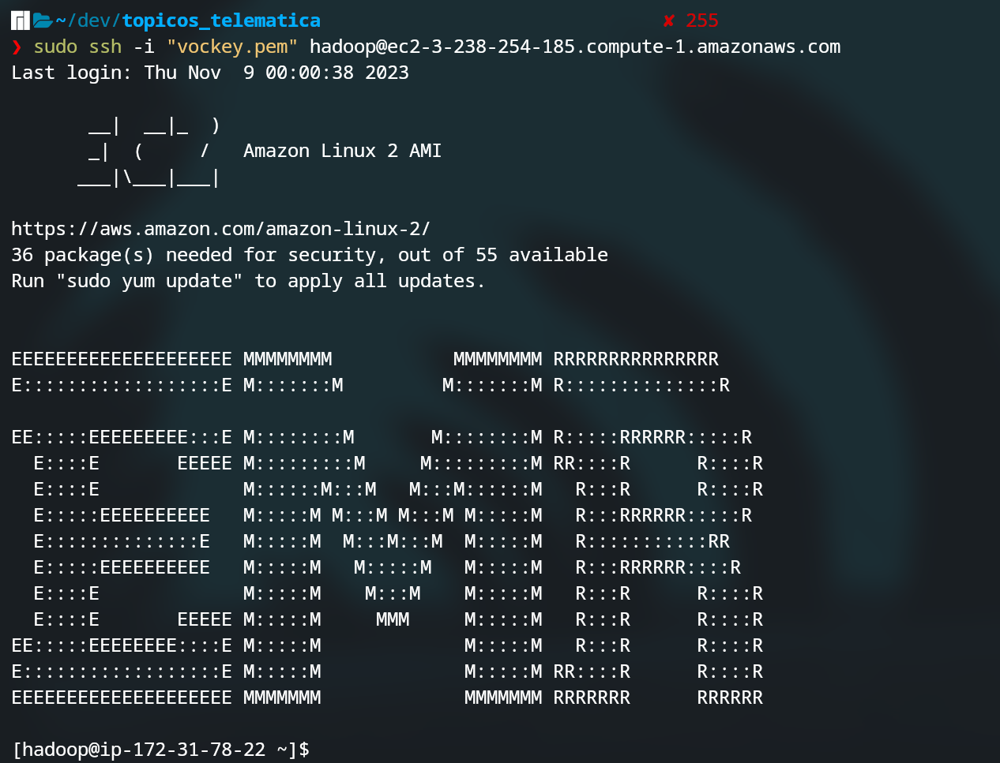 ~/dev/topicos_telematica ✘ 255
❯ sudo ssh -i "vockey.pem" hadoop@ec2-3-238-254-185.compute-1.amazonaws.com
Last login: Thu Nov  9 00:00:38 2023

       __|  __|_  )
       _|  (     /   Amazon Linux 2 AMI
      ___|\___|___|

https://aws.amazon.com/amazon-linux-2/
36 package(s) needed for security, out of 55 available
Run "sudo yum update" to apply all updates.

EEEEEEEEEEEEEEEEEEEE MMMMMMMM           MMMMMMMM RRRRRRRRRRRRRRR
E::::::::::::::::::E M:::::::M         M:::::::M R::::::::::::::R

EE:::::EEEEEEEEE:::E M::::::::M       M::::::::M R:::::RRRRRR:::::R
  E::::E       EEEEE M:::::::::M     M:::::::::M RR::::R      R::::R
  E::::E             M::::::M:::M   M:::M::::::M   R:::R      R::::R
  E:::::EEEEEEEEEE   M:::::M M:::M M:::M M:::::M   R:::RRRRRR:::::R
  E::::::::::::::E   M:::::M  M:::M:::M  M:::::M   R:::::::::::RR
  E:::::EEEEEEEEEE   M:::::M   M:::::M   M:::::M   R:::RRRRRR::::R
  E::::E             M:::::M    M:::M    M:::::M   R:::R      R::::R
  E::::E       EEEEE M:::::M     MMM     M:::::M   R:::R      R::::R
EE:::::EEEEEEEE::::E M:::::M             M:::::M   R:::R      R::::R
E::::::::::::::::::E M:::::M             M:::::M RR::::R      R::::R
EEEEEEEEEEEEEEEEEEEE MMMMMMM             MMMMMMM RRRRRRR      RRRRRR

[hadoop@ip-172-31-78-22 ~]$